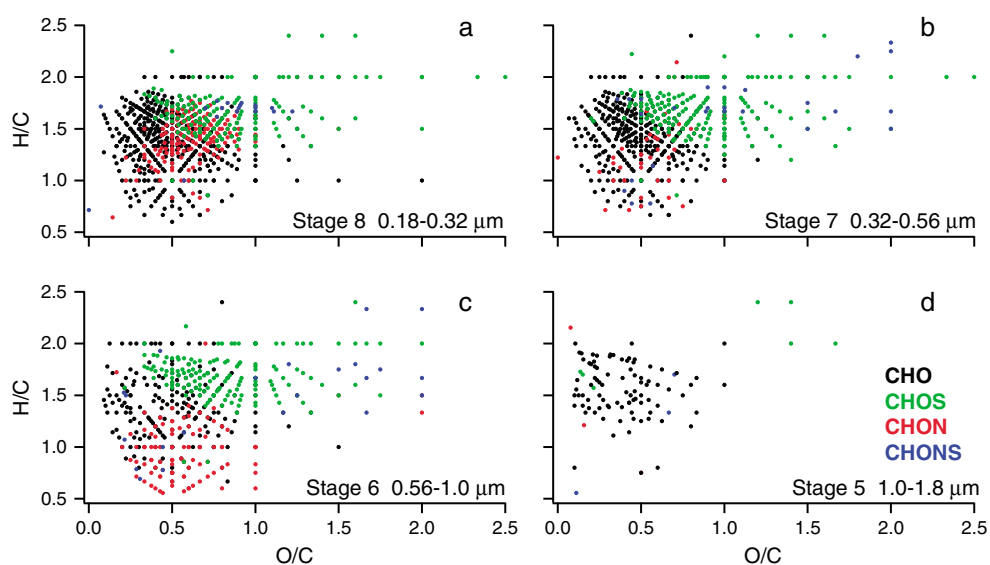 2.5
2.0
1.5
1.0
0.5
H/C
a
Stage 8 0.18-0.32 μm
b
Stage 7 0.32-0.56 μm
2.5
2.0
1.5
1.0
0.5
H/C
c
Stage 6 0.56-1.0 μm
0.0 0.5 1.0 1.5 2.0 2.5
O/C
d
CHO
CHOS
CHON
CHONS
Stage 5 1.0-1.8 μm
0.0 0.5 1.0 1.5 2.0 2.5
O/C